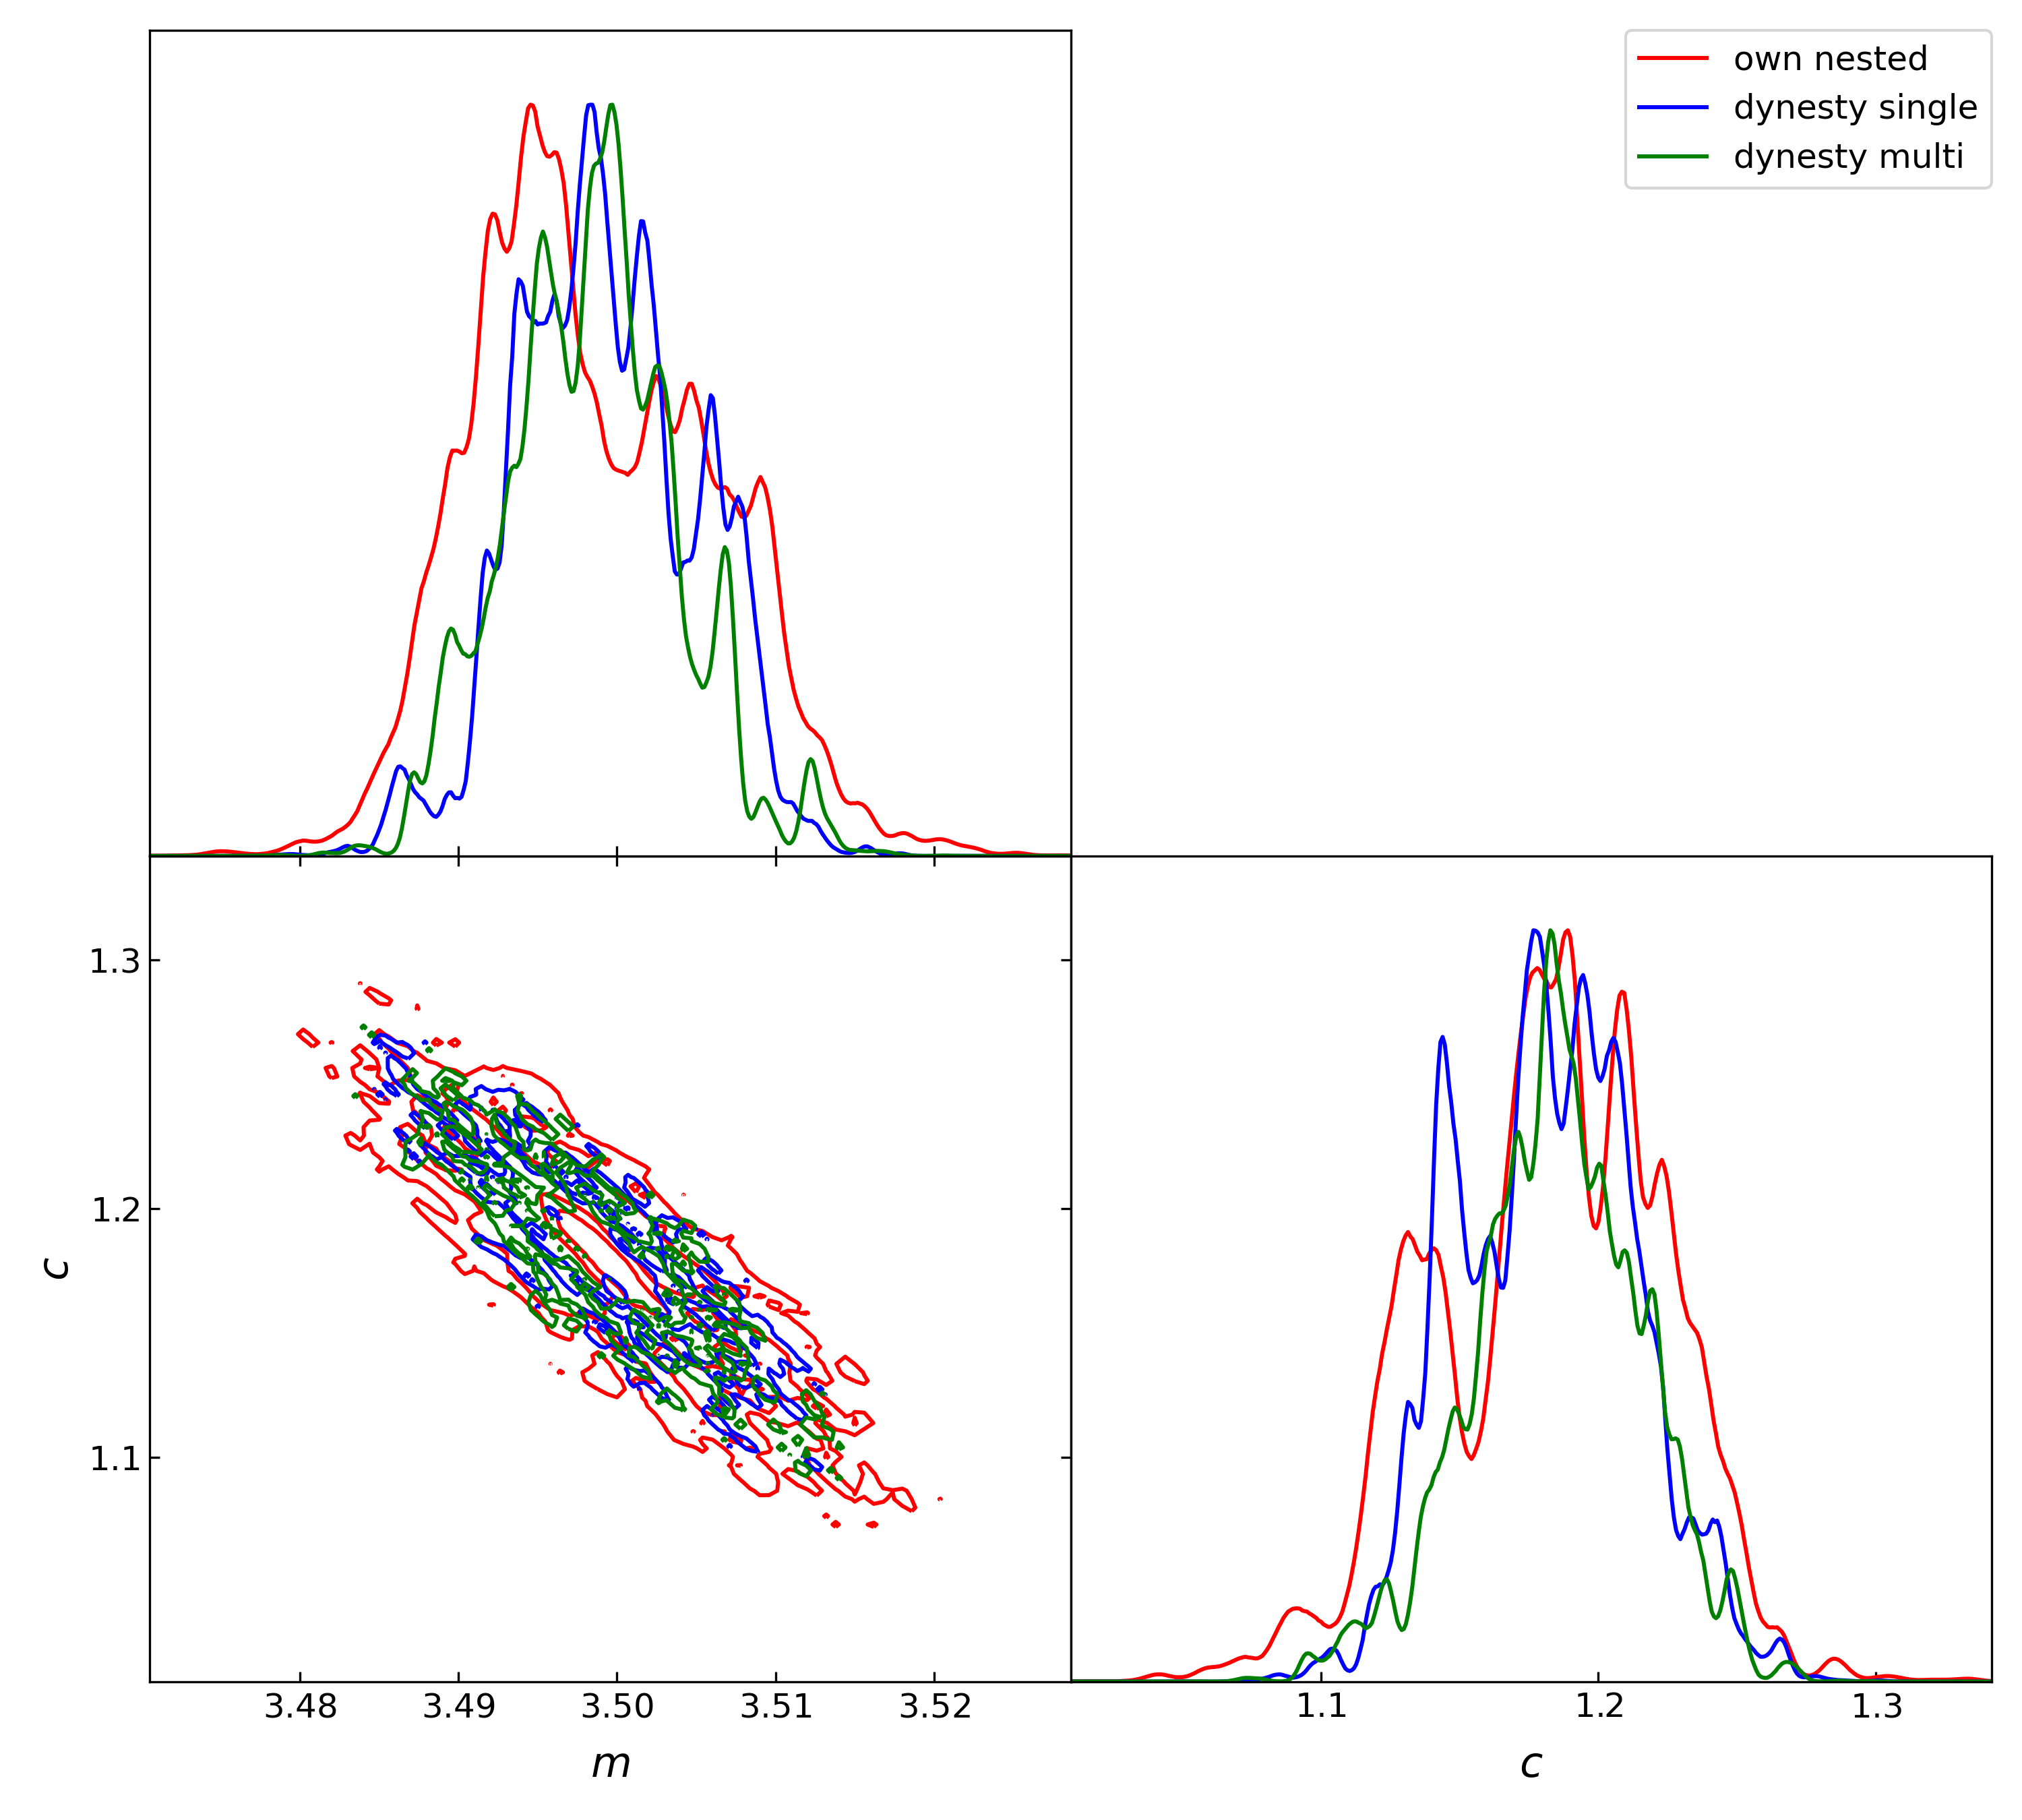 own nested
dynesty single
dynesty multi
1.3
1.2
1.1
c
3.48 3.49 3.50 3.51 3.52
1.1 1.2 1.3
m
c